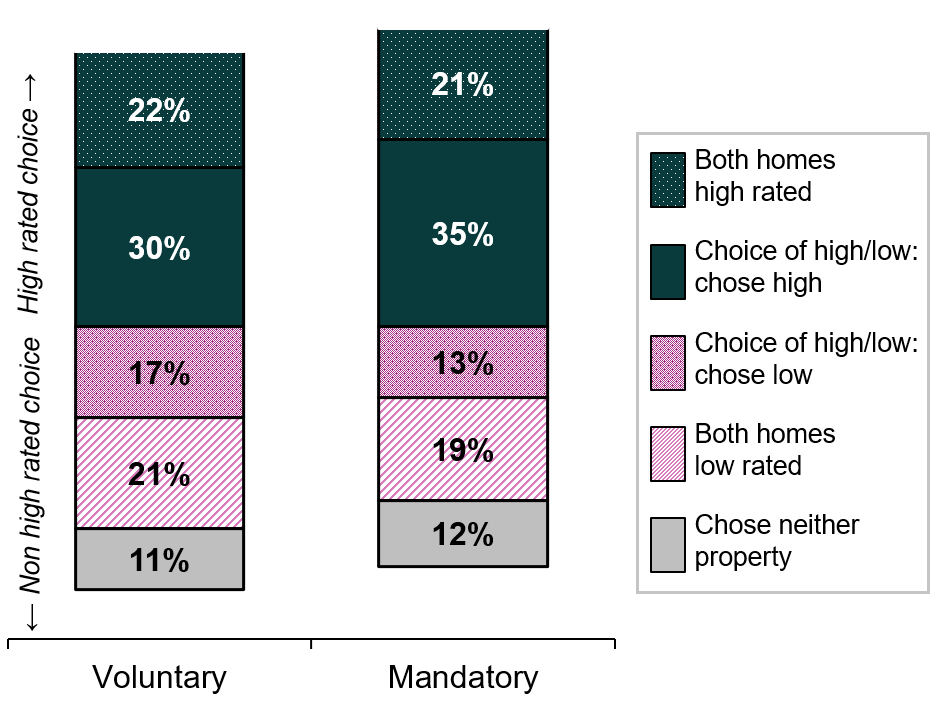 ← Non high rated choice   High rated choice →
22%
30%
17%
21%
11%
21%
35%
13%
19%
12%
Voluntary
Mandatory
Both homes
high rated
Choice of high/low:
chose high
Choice of high/low:
chose low
Both homes
low rated
Chose neither
property